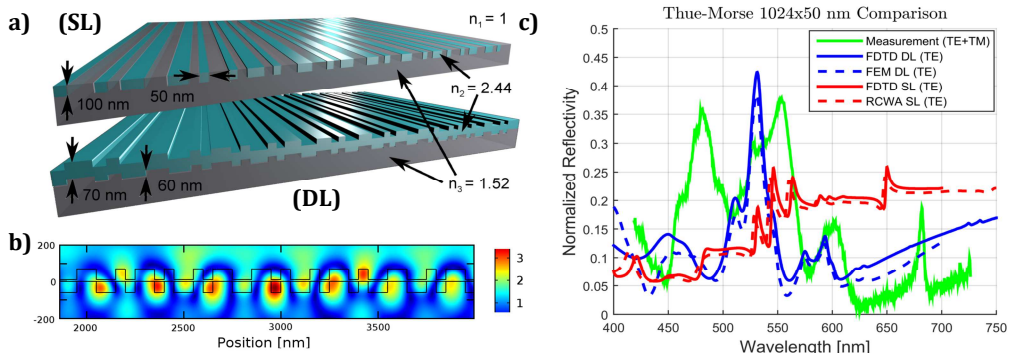 a)
(SL)
n1 = 1
100 nm
50 nm
n2 = 2.44
70 nm
60 nm
n3 = 1.52
(DL)
b)
200
0
-200
2000
2500
3000
3500
Position [nm]
3
2
1
c)
Thue-Morse 1024x50 nm Comparison
Measurement (TE+TM)
FDTD DL (TE)
FEM DL (TE)
FDTD SL (TE)
RCWA SL (TE)
Normalized Reflectivity
0.5
0.45
0.4
0.35
0.3
0.25
0.2
0.15
0.1
0.05
0
400
450
500
550
600
650
700
750
Wavelength [nm]